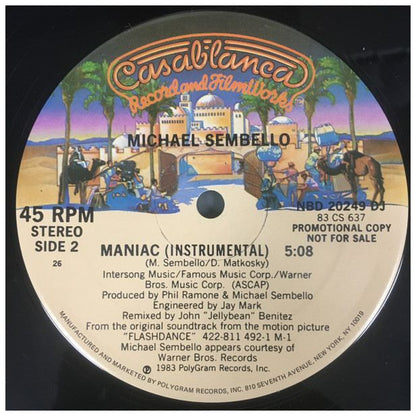 Casablanca
Record and FilmWorks
MICHAEL SEMBELLO
45 RPM
STEREO
SIDE 2
26
NBD 20249 DJ
83 CS 637
PROMOTIONAL COPY
NOT FOR SALE
MANIAC (INSTRUMENTAL) 5:08
(M. Sembello/D. Matkosky)
Intersong Music/Famous Music Corp./Warner
Bros. Music Corp. (ASCAP)
Produced by Phil Ramone & Michael Sembello
Engineered by Jay Mark
Remixed by John "Jellybean" Benitez
From the original soundtrack from the motion picture
"FLASHDANCE" 422-811 492-1 M-1
Michael Sembello appears courtesy of
Warner Bros. Records
℗ 1983 PolyGram Records, Inc.
MANUFACTURED AND MARKETED BY POLYGRAM RECORDS, INC. 810 SEVENTH AVENUE, NEW YORK, N.Y. 10019